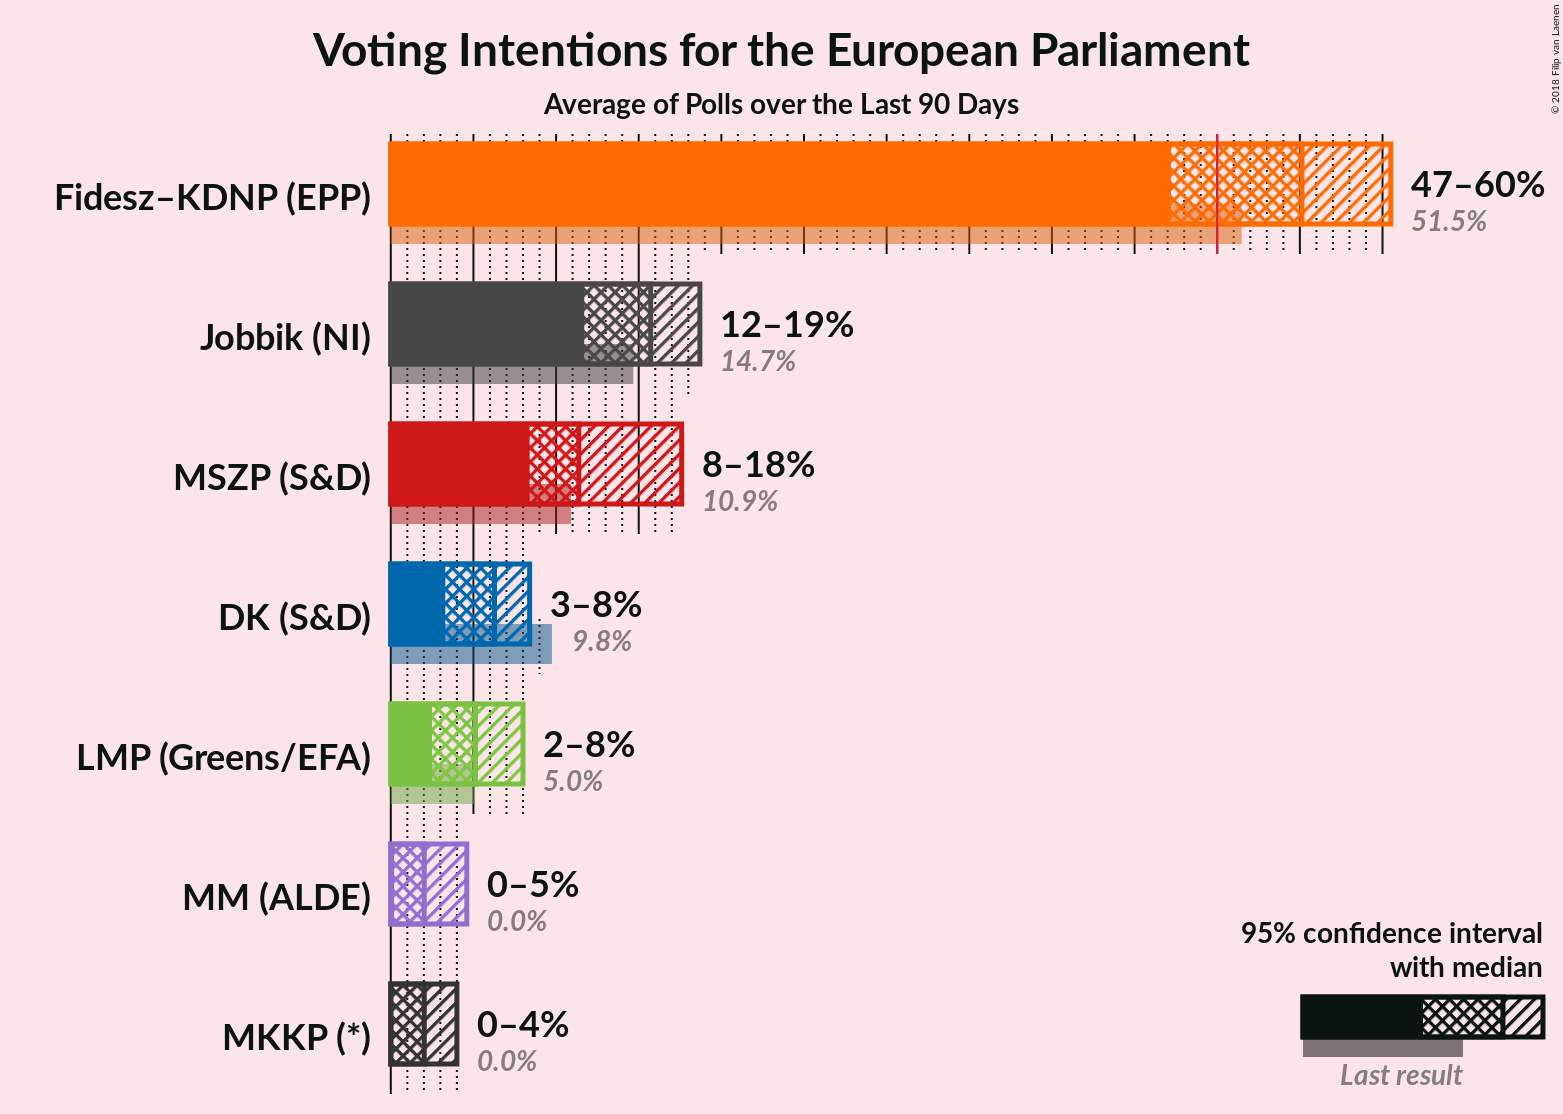 Voting Intentions for the European Parliament
Average of Polls over the Last 90 Days
© 2018 Filip van Laenen
Fidesz–KDNP (EPP)
47–60%
51.5%
Jobbik (NI)
12–19%
14.7%
MSZP (S&D)
8–18%
10.9%
DK (S&D)
3–8%
9.8%
LMP (Greens/EFA)
2–8%
5.0%
MM (ALDE)
0–5%
0.0%
MKKP (*)
0–4%
0.0%
95% confidence interval
with median
Last result